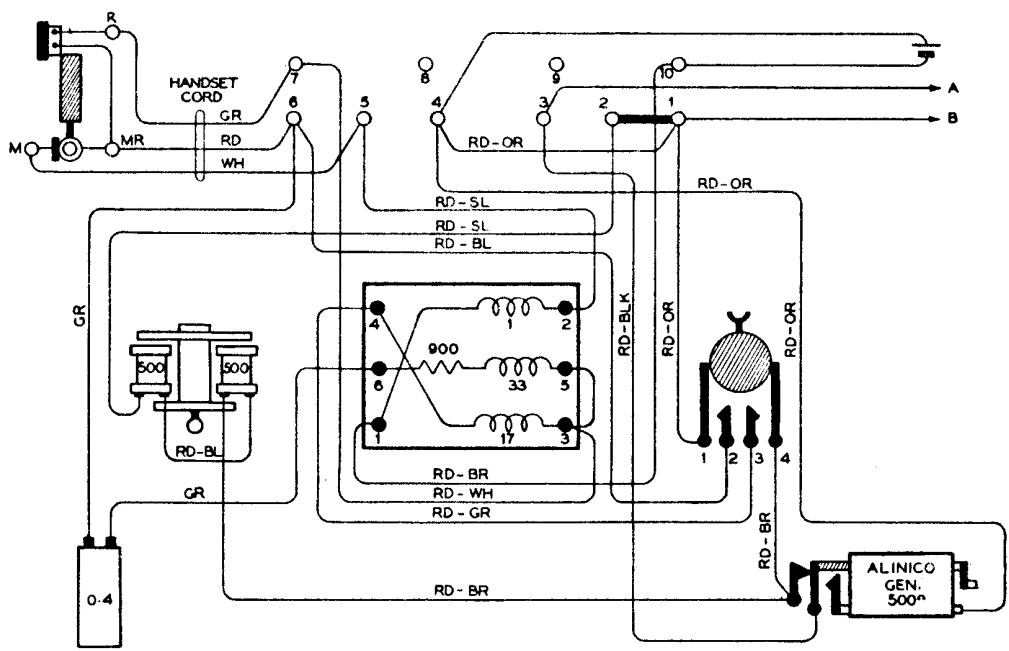 R
HANDSET
CORD
7
8
9
10
A
GR
6
5
4
3
2
1
B
M
MR
RD
RD-OR
WH
RD-OR
RD-SL
RD-SL
RD-BL
GR
RD-BLK
RD-OR
RD-OR
4
1
2
900
500
500
6
33
5
1
17
3
RD-BL
1
2
3
4
RD-BR
GR
RD-WH
RD-GR
RD-BR
ALINICO
GEN.
500Ω
0.4
RD-BR